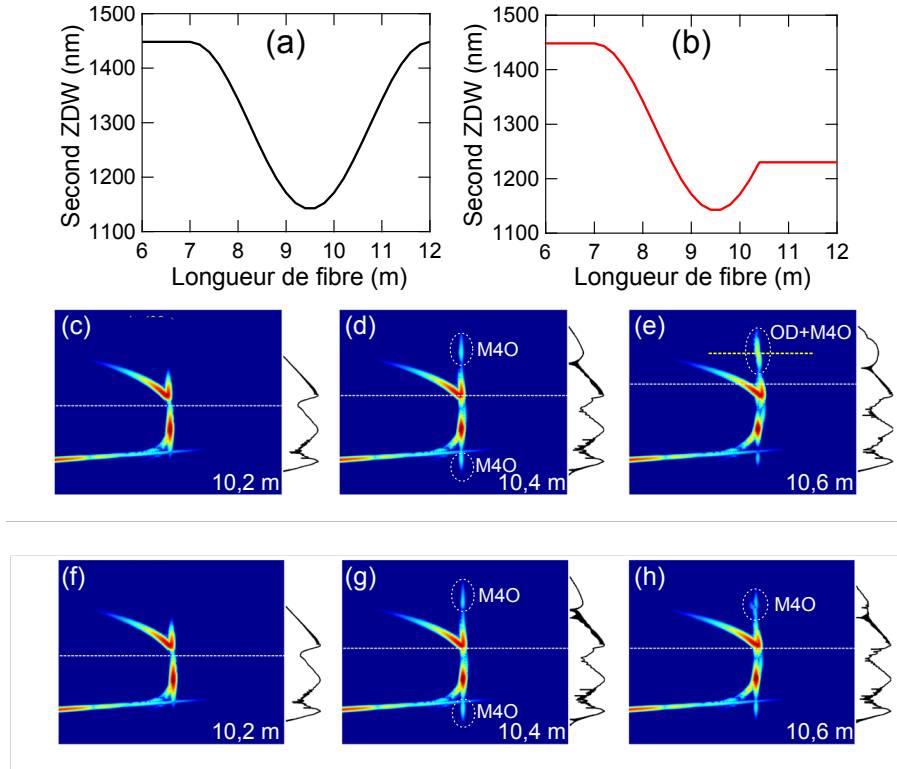 (a)
1500
1400
1300
1200
1100
Second ZDW (nm)
6 7 8 9 10 11 12
Longueur de fibre (m)
(b)
1500
1400
1300
1200
1100
Second ZDW (nm)
6 7 8 9 10 11 12
Longueur de fibre (m)
(c)
10,2 m
(d)
M4O
M4O
10,4 m
(e)
OD+M4O
10,6 m
(f)
10,2 m
(g)
M4O
M4O
10,4 m
(h)
M4O
10,6 m